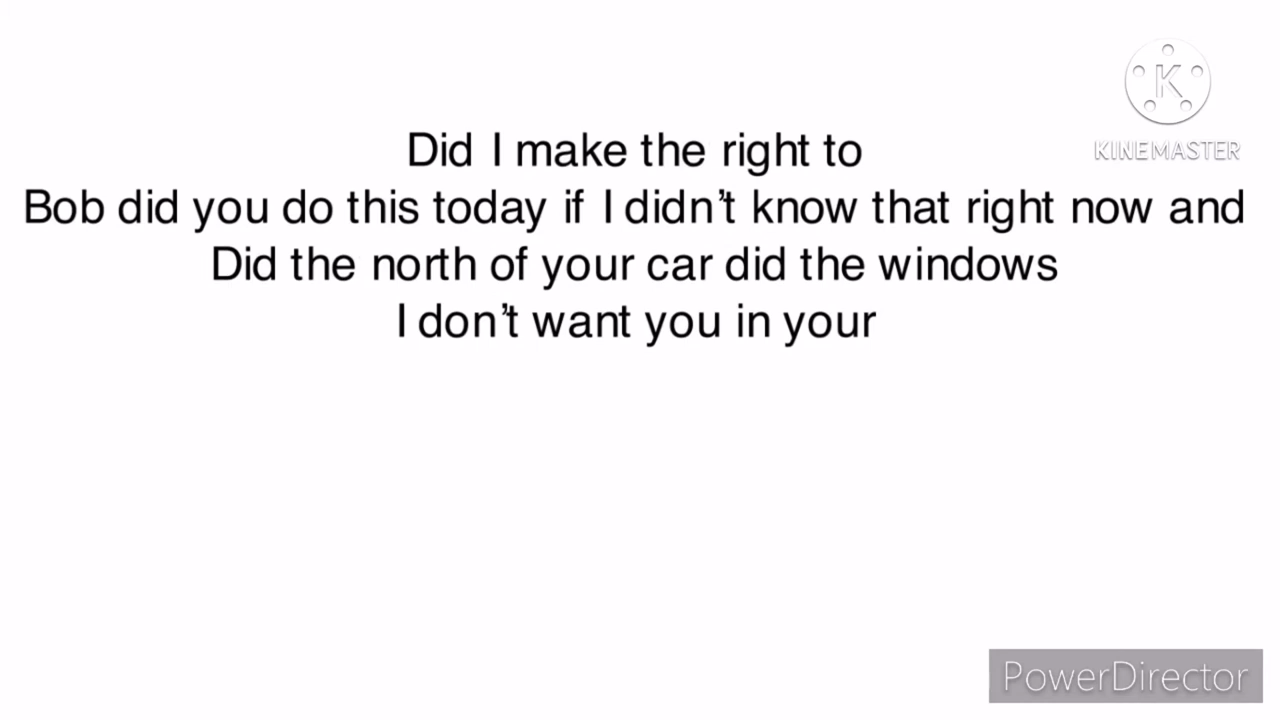 KINEMASTER
Did I make the right to
Bob did you do this today if I didn’t know that right now and
Did the north of your car did the windows
I don’t want you in your
PowerDirector